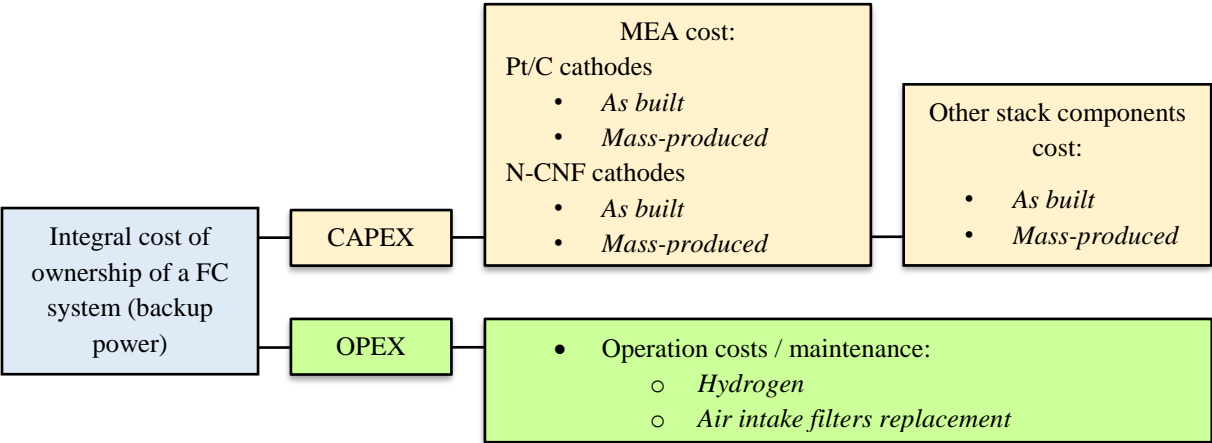 Integral cost of
ownership of a FC
system (backup
power)
CAPEX
MEA cost:
Pt/C cathodes
• As built
• Mass-produced
N-CNF cathodes
• As built
• Mass-produced
Other stack components
cost:
• As built
• Mass-produced
OPEX
• Operation costs / maintenance:
o Hydrogen
o Air intake filters replacement